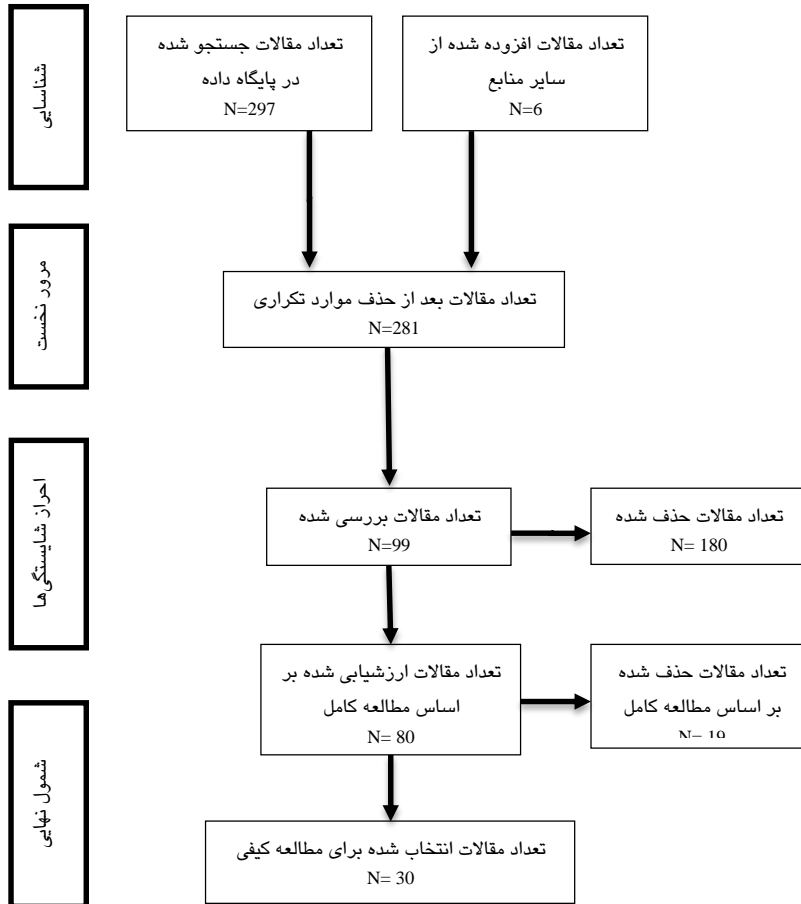 شناسایی
تعداد مقالات جستجو شده
در پایگاه داده
N=297
تعداد مقالات افزوده شده از
سایر منابع
N=6
مرور نخست
تعداد مقالات بعد از حذف موارد تکراری
N=281
احراز شایستگی‌ها
تعداد مقالات بررسی شده
N=99
تعداد مقالات حذف شده
N= 180
تعداد مقالات ارزشیابی شده بر
اساس مطالعه کامل
N= 80
تعداد مقالات حذف شده
بر اساس مطالعه کامل
N= 19
شمول نهایی
تعداد مقالات انتخاب شده برای مطالعه کیفی
N= 30